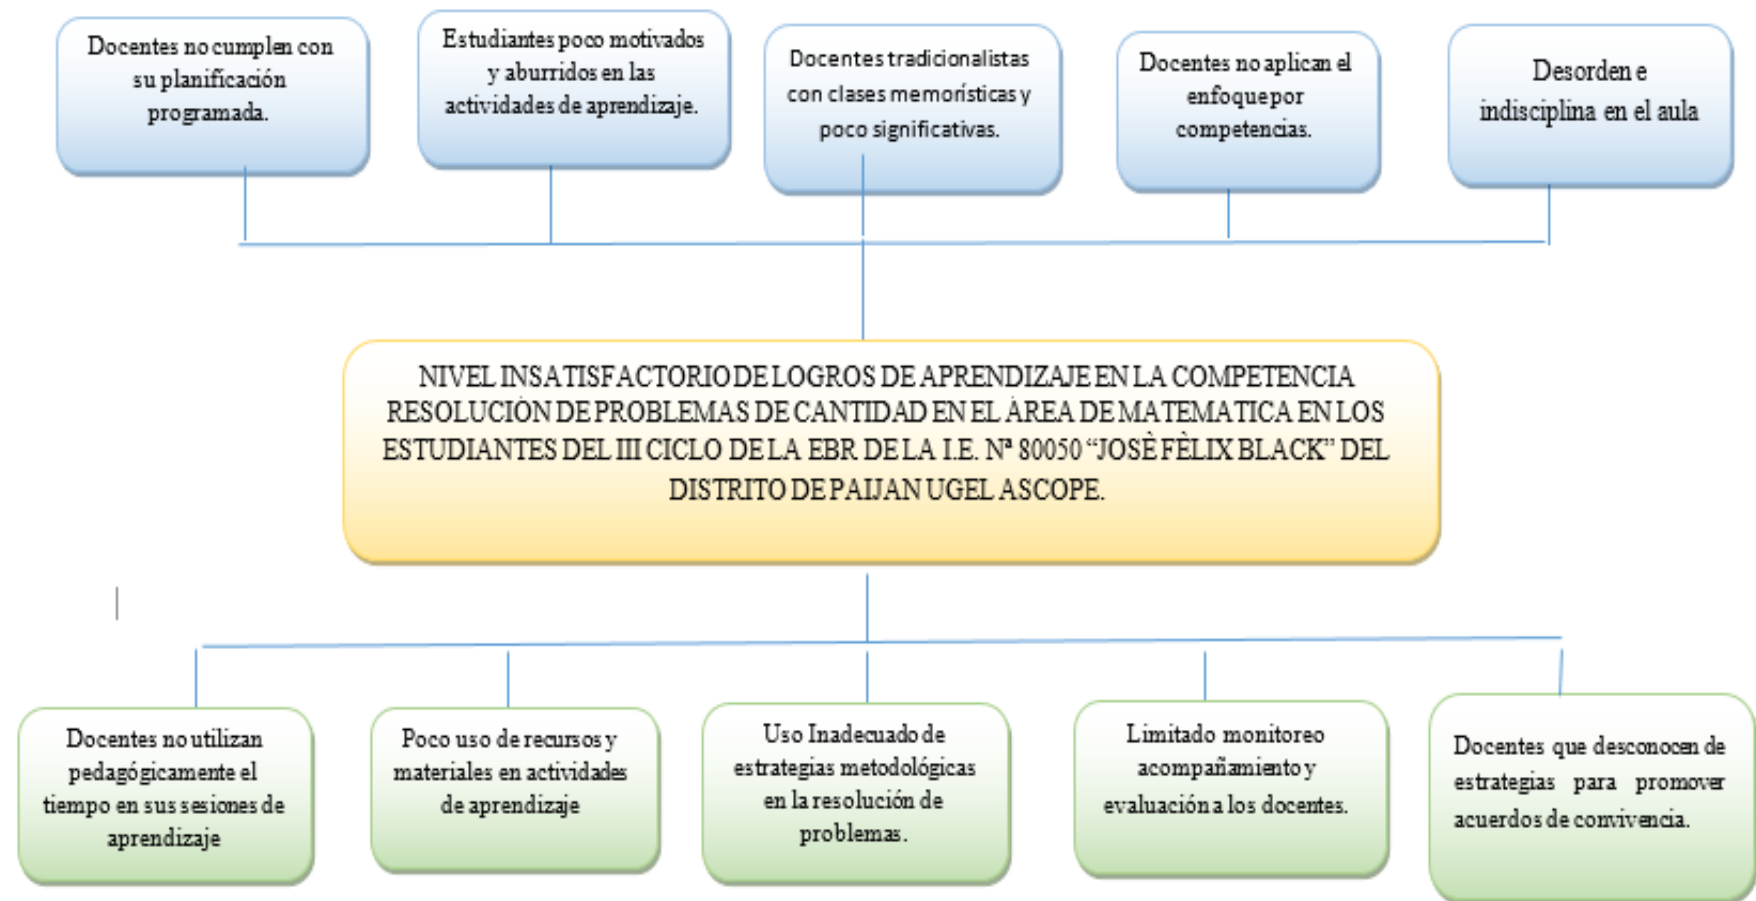 Docentes no cumplen con
su planificación
programada.
Estudiantes poco motivados
y aburridos en las
actividades de aprendizaje.
Docentes tradicionalistas
con clases memorísticas y
poco significativas.
Docentes no aplican el
enfoque por
competencias.
Desorden e
indisciplina en el aula
NIVEL INSATISFACTORIO DE LOGROS DE APRENDIZAJE EN LA COMPETENCIA
RESOLUCIÓN DE PROBLEMAS DE CANTIDAD EN EL ÀREA DE MATEMATICA EN LOS
ESTUDIANTES DEL III CICLO DE LA EBR DE LA I.E. Nª 80050 “JOSÈ FÈLIX BLACK” DEL
DISTRITO DE PAIJAN UGEL ASCOPE.
Docentes no utilizan
pedagógicamente el
tiempo en sus sesiones de
aprendizaje
Poco uso de recursos y
materiales en actividades
de aprendizaje
Uso Inadecuado de
estrategias metodológicas
en la resolución de
problemas.
Limitado monitoreo
acompañamiento y
evaluación a los docentes.
Docentes que desconocen de
estrategias para promover
acuerdos de convivencia.